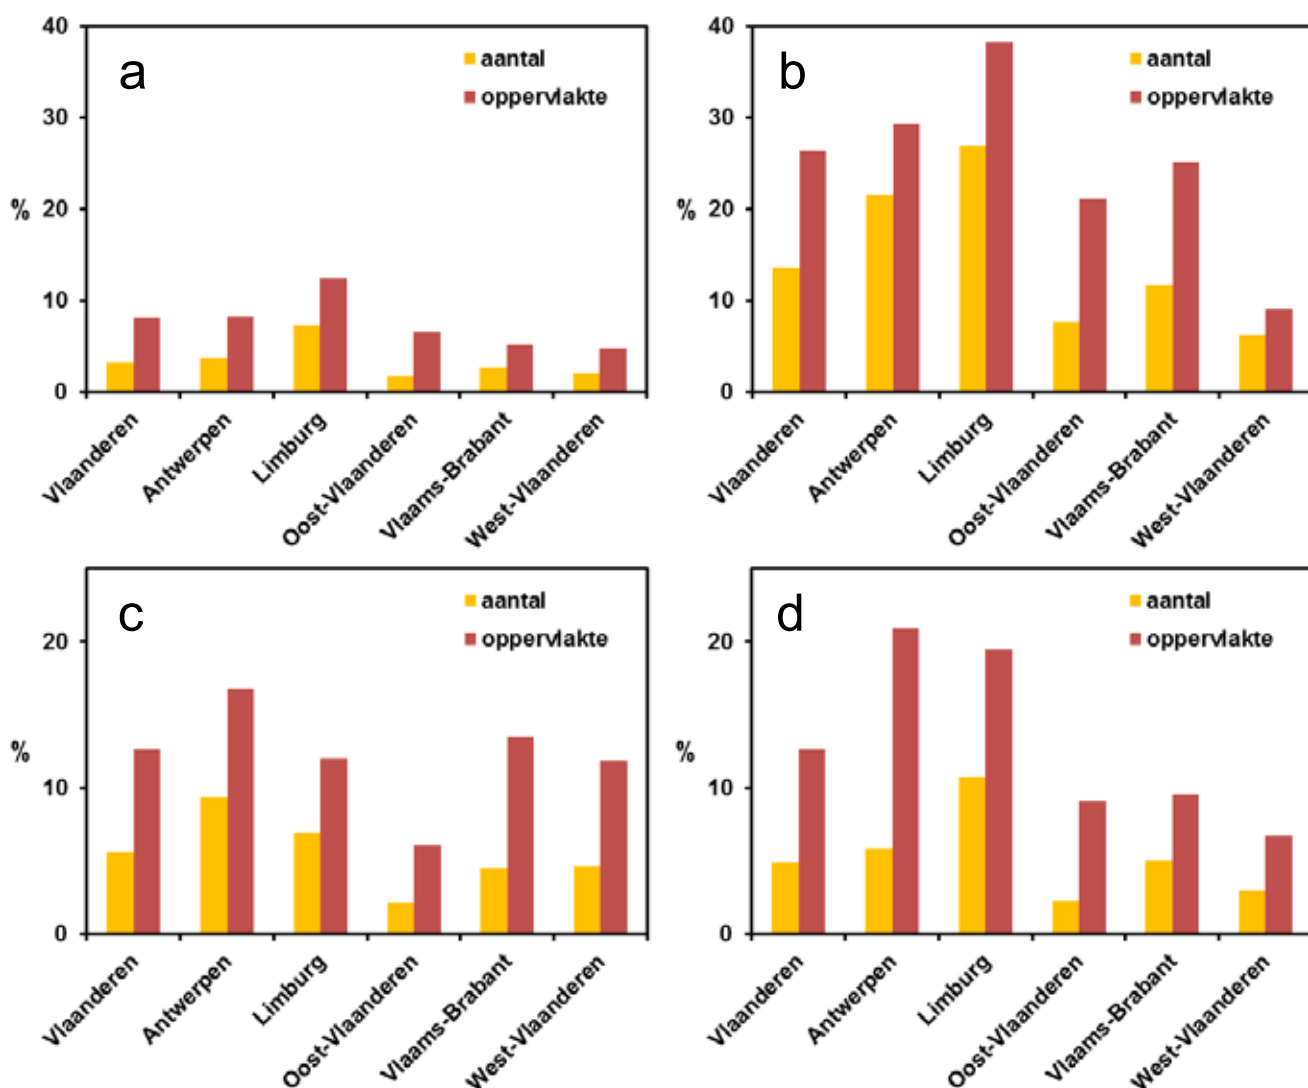 a
aantal
oppervlakte
40
30
20
10
0
%
Vlaanderen
Antwerpen
Limburg
Oost-Vlaanderen
Vlaams-Brabant
West-Vlaanderen
b
aantal
oppervlakte
40
30
20
10
0
%
Vlaanderen
Antwerpen
Limburg
Oost-Vlaanderen
Vlaams-Brabant
West-Vlaanderen
c
aantal
oppervlakte
20
10
0
%
Vlaanderen
Antwerpen
Limburg
Oost-Vlaanderen
Vlaams-Brabant
West-Vlaanderen
d
aantal
oppervlakte
20
10
0
%
Vlaanderen
Antwerpen
Limburg
Oost-Vlaanderen
Vlaams-Brabant
West-Vlaanderen